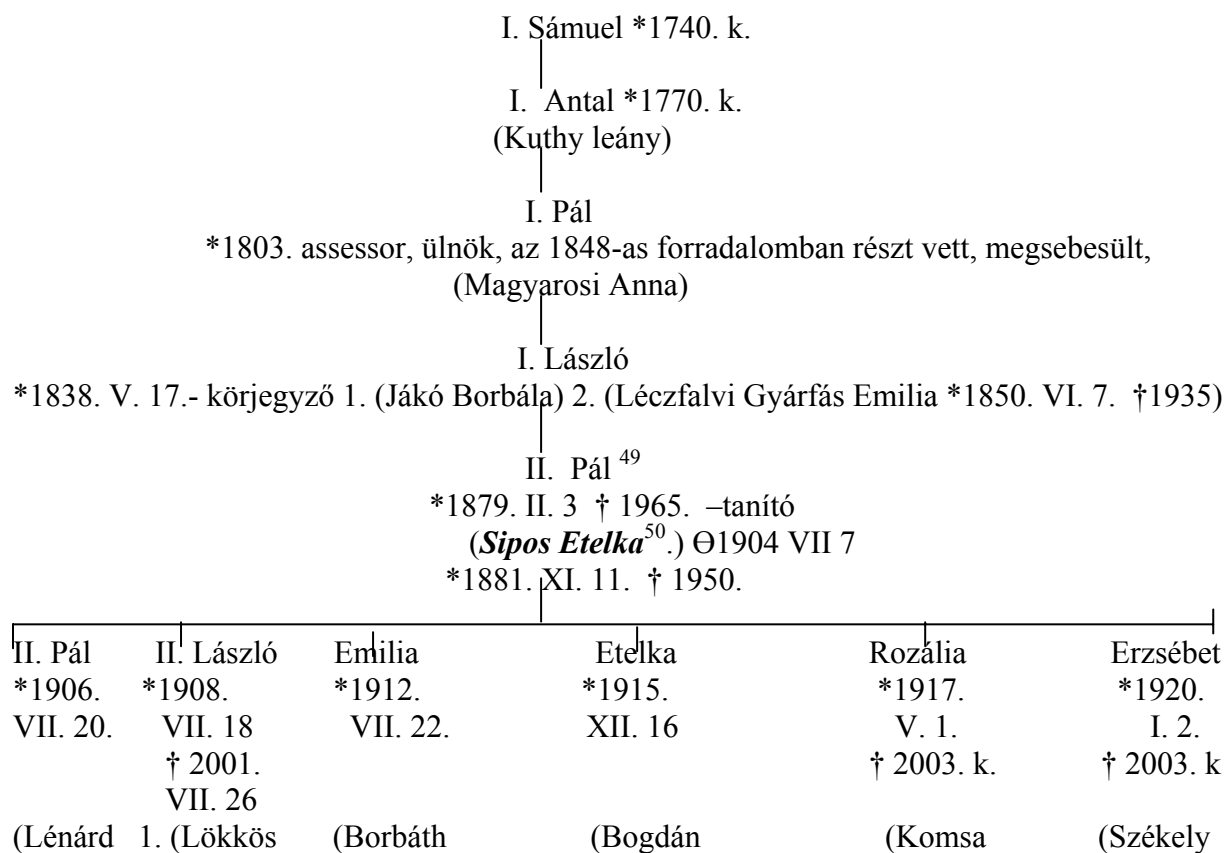 I. Sámuel *1740. k.
I. Antal *1770. k.
(Kuthy leány)
I. Pál
*1803. assessor, ülnök, az 1848-as forradalomban részt vett, megsebesült,
(Magyarosi Anna)
I. László
*1838. V. 17.- körjegyző 1. (Jákó Borbála) 2. (Léczfalvi Gyárfás Emilia *1850. VI. 7. †1935)
II. Pál 49
*1879. II. 3 † 1965. –tanító
(Sipos Etelka50.) Ѳ1904 VII 7
*1881. XI. 11. † 1950.
II. Pál II. László Emilia Etelka Rozália Erzsébet
*1906. *1908. *1912. *1915. *1917. *1920.
VII. 20. VII. 18 VII. 22. XII. 16 V. 1. I. 2.
† 2001. † 2003. k. † 2003. k
VII. 26
(Lénárd 1. (Lökkös (Borbáth (Bogdán (Komsa (Székely